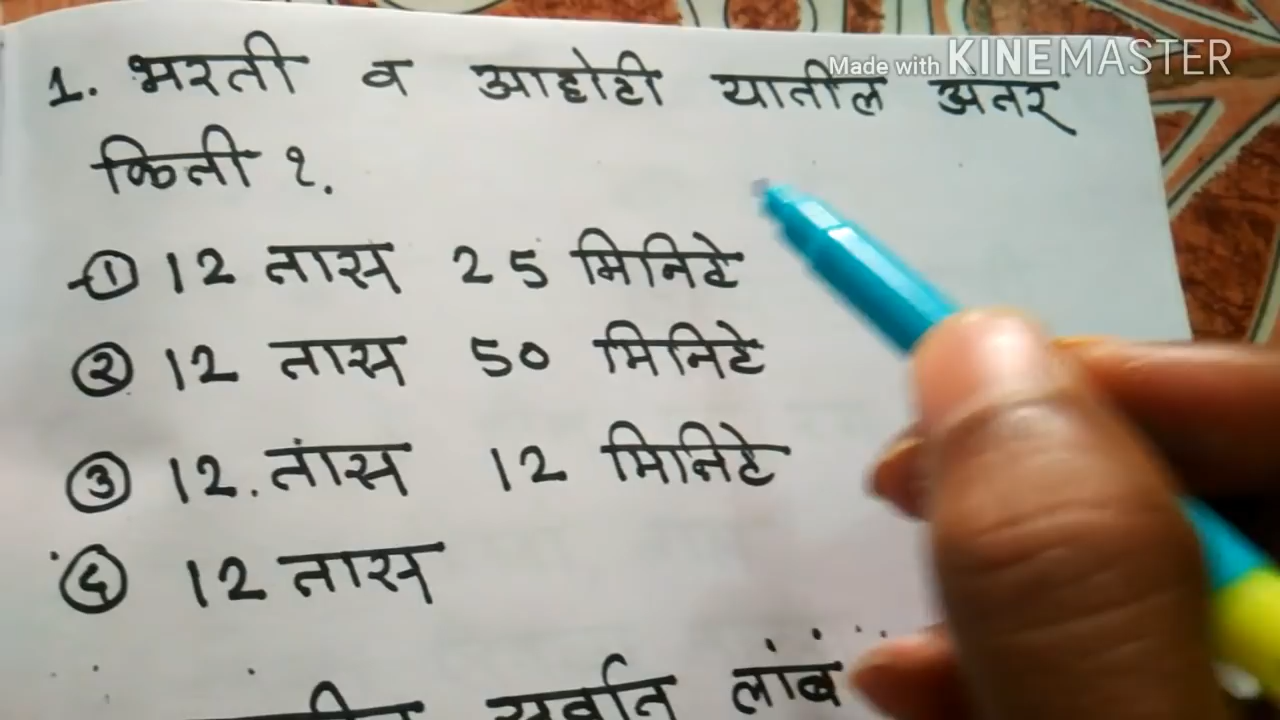 Made with KINEMASTER
1. भरती व आहोटी यातील अंतर
किती ?.
① 12 तास 25 मिनिटे
② 12 तास 50 मिनिटे
③ 12. तास 12 मिनिटे
④ 12 तास
सर्वात लांब